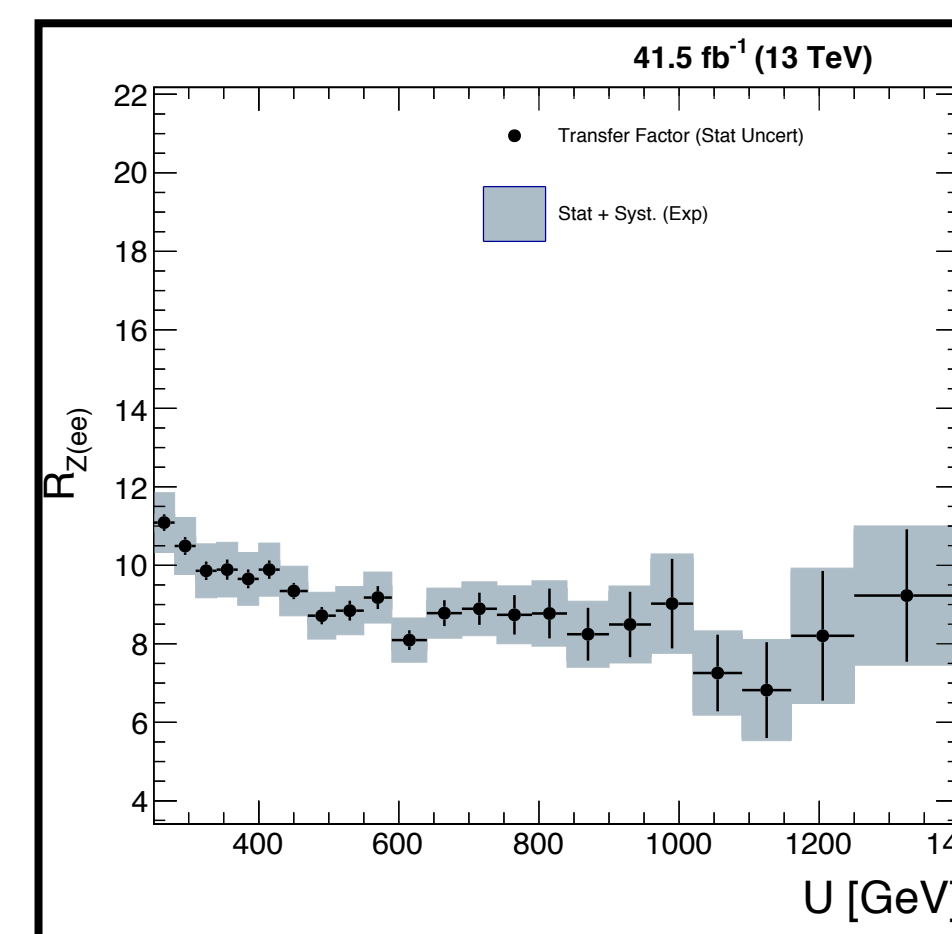 41.5 fb-1 (13 TeV)
22
Transfer Factor (Stat Uncert)
20
Stat + Syst. (Exp)
18
16
14
12
10
8
6
4
RZ(ee)
400 600 800 1000 1200 14
U [GeV]